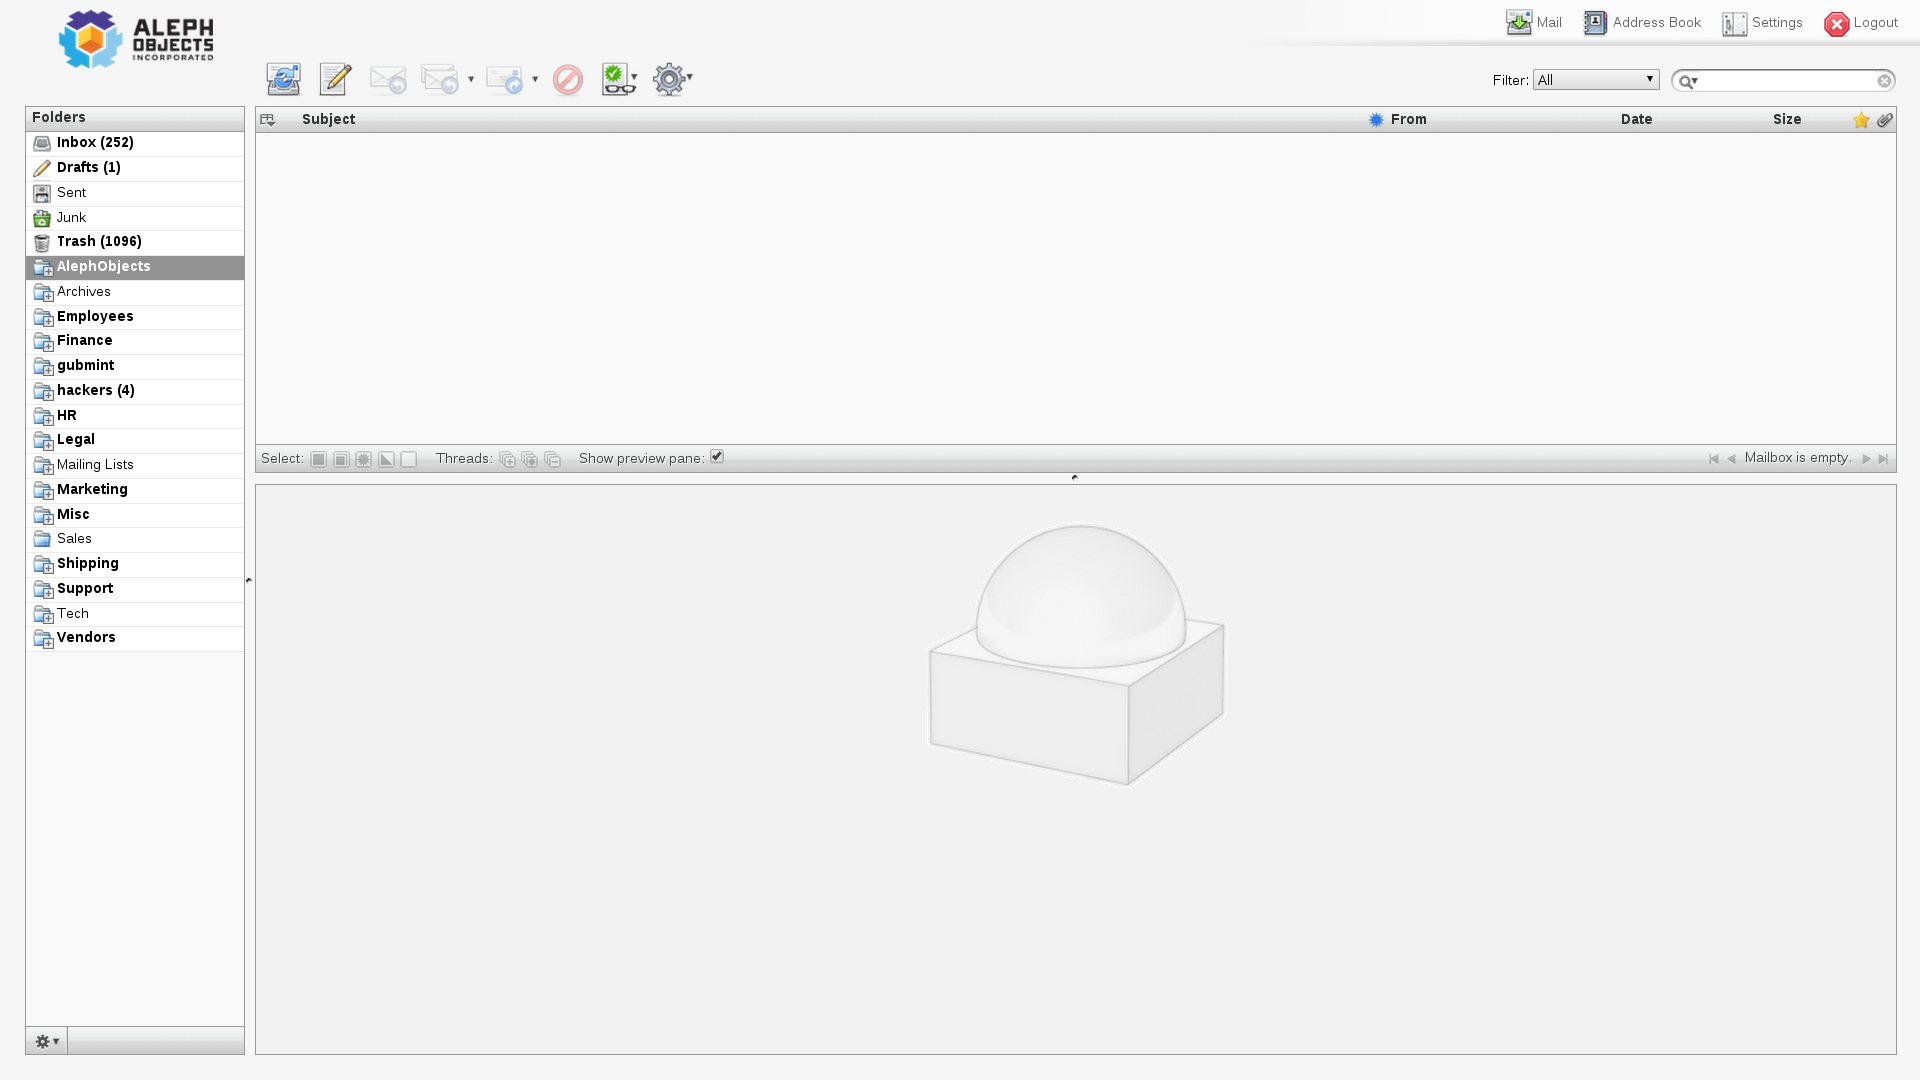 ALEPH
OBJECTS
INCORPORATED
Mail Address Book Settings Logout
Filter: All
Folders
Inbox (252)
Drafts (1)
Sent
Junk
Trash (1096)
AlephObjects
Archives
Employees
Finance
gubmint
hackers (4)
HR
Legal
Mailing Lists
Marketing
Misc
Sales
Shipping
Support
Tech
Vendors
Subject From Date Size
Select: Threads: Show preview pane: Mailbox is empty.